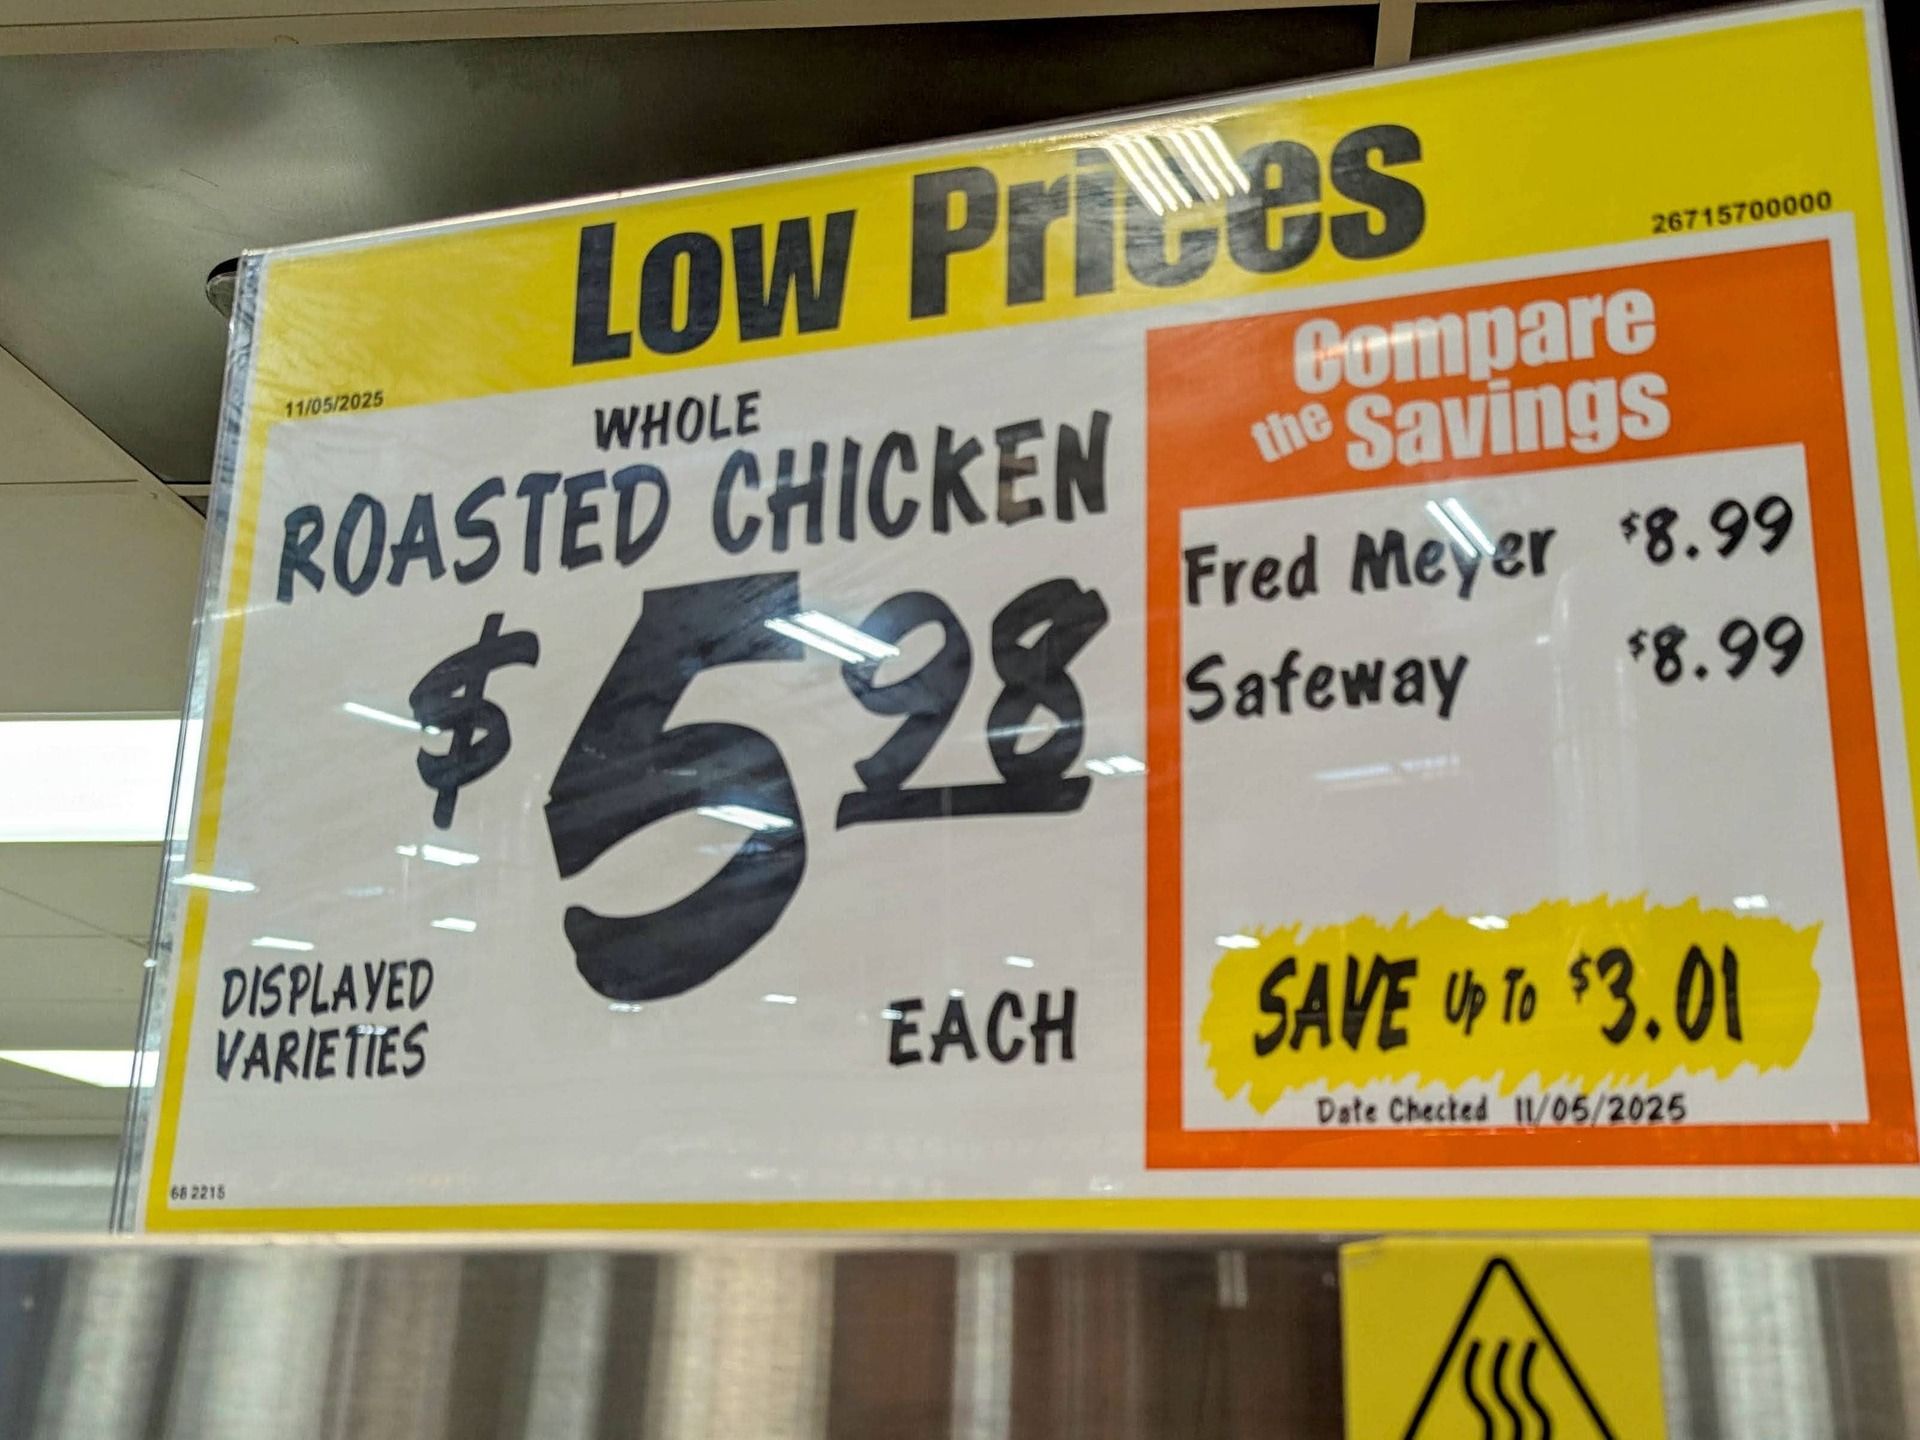 Low Prices
26715700000
11/05/2025
WHOLE
ROASTED CHICKEN
$5 98
DISPLAYED
VARIETIES
EACH
68 2215
Compare
the Savings
Fred Meyer $8.99
Safeway $8.99
SAVE Up To $3.01
Date Checked 11/05/2025